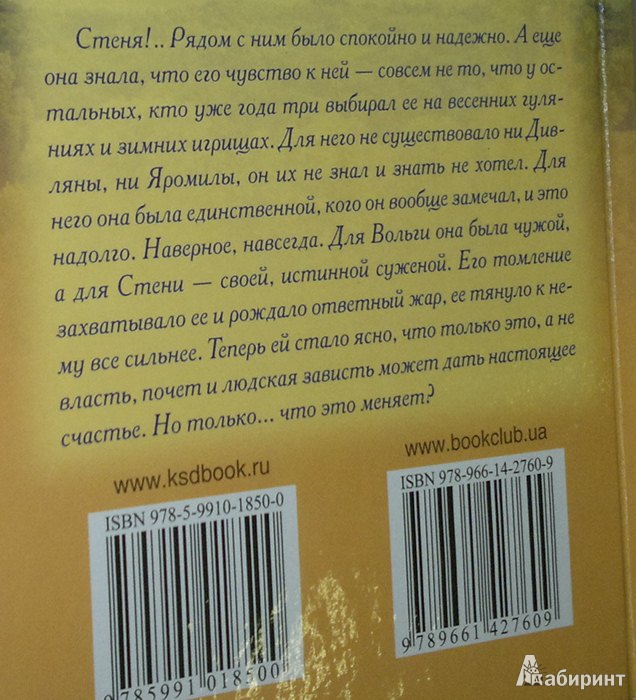 Стеня!.. Рядом с ним было спокойно и надежно. А еще
она знала, что его чувство к ней — совсем не то, что у ос-
тальных, кто уже года три выбирал ее на весенних гуля-
ниях и зимних игрищах. Для него не существовало ни Див-
ляны, ни Яромилы, он их не знал и знать не хотел. Для
него она была единственной, кого он вообще замечал, и это
надолго. Наверное, навсегда. Для Вольги она была чужой,
а для Стени — своей, истинной суженой. Его томление
захватывало ее и рождало ответный жар, ее тянуло к не-
му все сильнее. Теперь ей стало ясно, что только это, а не
власть, почет и людская зависть может дать настоящее
счастье. Но только... что это меняет?
www.ksdbook.ru
www.bookclub.ua
ISBN 978-5-9910-1850-0
ISBN 978-966-14-2760-9
9 785991 018500
9 789661 427609
Лабиринт